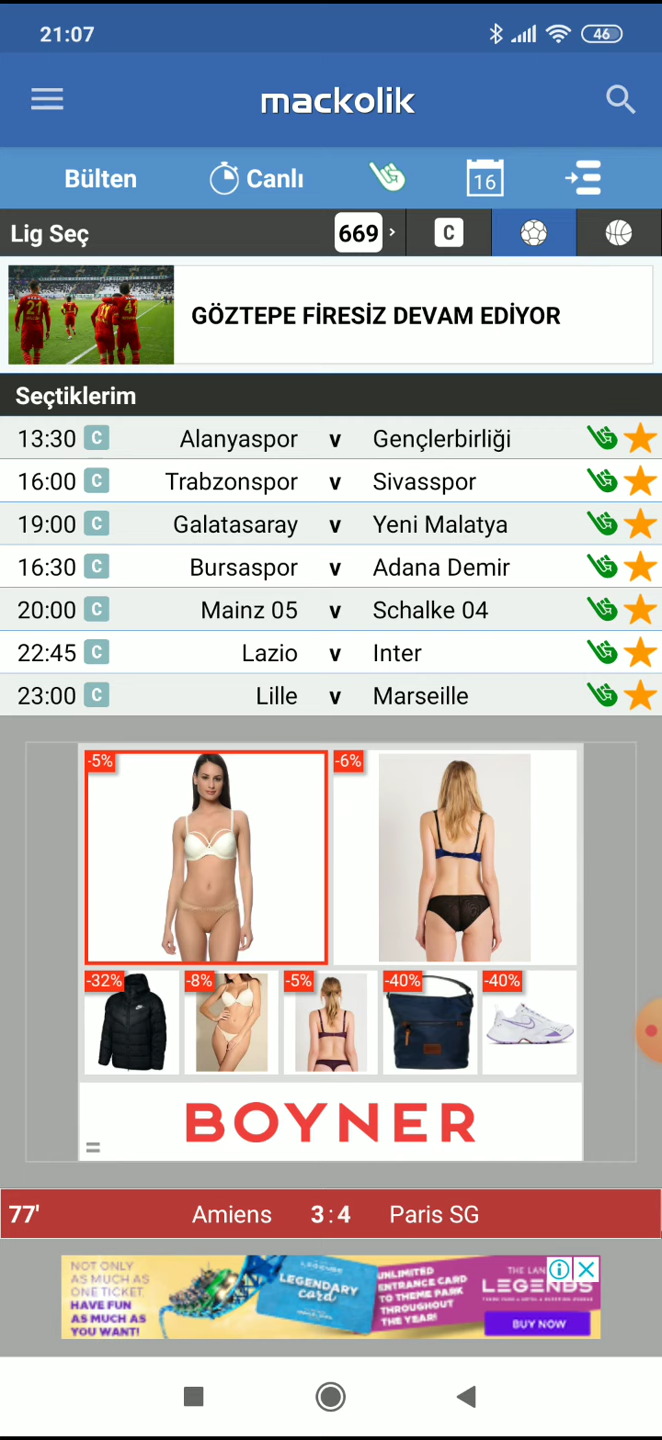 21:07
46
mackolik
Bülten
Canlı
16
Lig Seç
669
C
GÖZTEPE FİRESİZ DEVAM EDİYOR
Seçtiklerim
13:30 C Alanyaspor v Gençlerbirliği
16:00 C Trabzonspor v Sivasspor
19:00 C Galatasaray v Yeni Malatya
16:30 C Bursaspor v Adana Demir
20:00 C Mainz 05 v Schalke 04
22:45 C Lazio v Inter
23:00 C Lille v Marseille
-5%
-6%
-32%
-8%
-5%
-40%
-40%
BOYNER
77' Amiens 3:4 Paris SG
NOT ONLY
AS MUCH AS
ONE TICKET,
HAVE FUN
AS MUCH AS
YOU WANT!
LEGENDS
LEGENDARY
card
UNLIMITED
ENTRANCE CARD
TO THEME PARK
THROUGHOUT
THE YEAR!
THE LAN
LEGENDS
BUY NOW